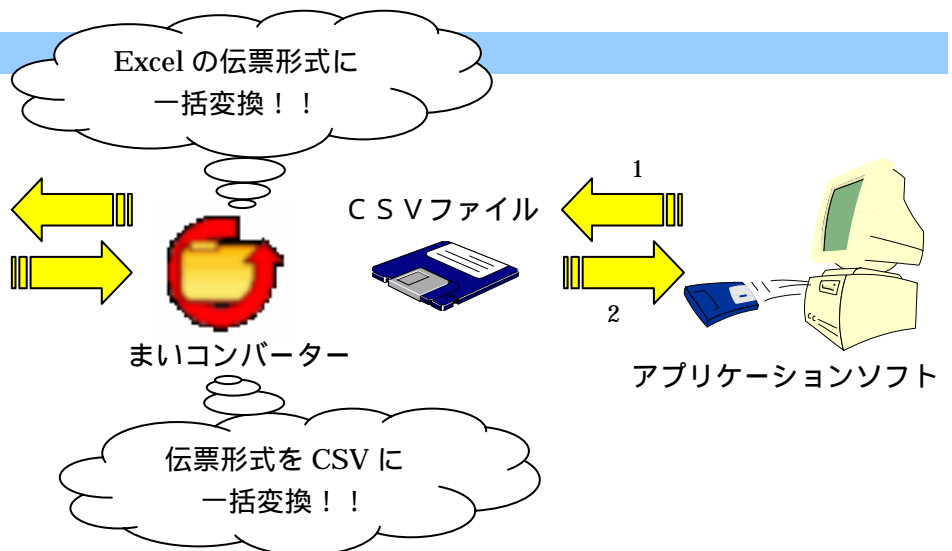 Excel の伝票形式に
一括変換！！
1
ＣＳＶファイル
2
まいコンバーター
アプリケーションソフト
伝票形式を CSV に
一括変換！！